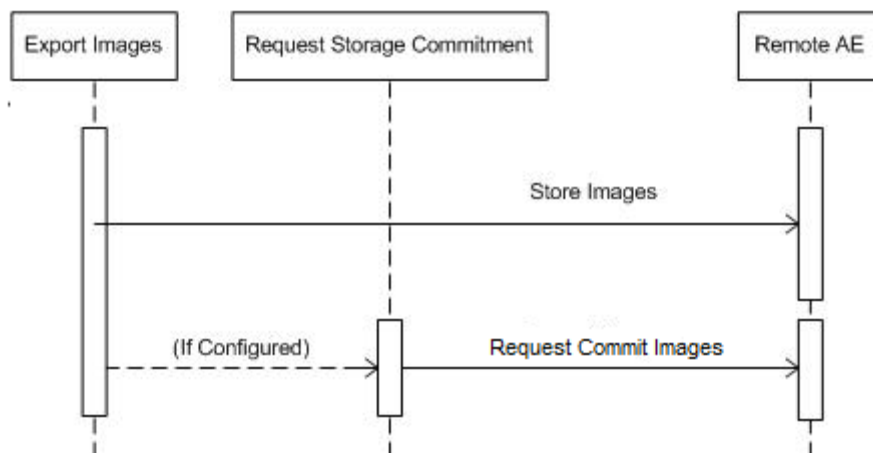 Export Images
Request Storage Commitment
Remote AE
Store Images
(If Configured)
Request Commit Images